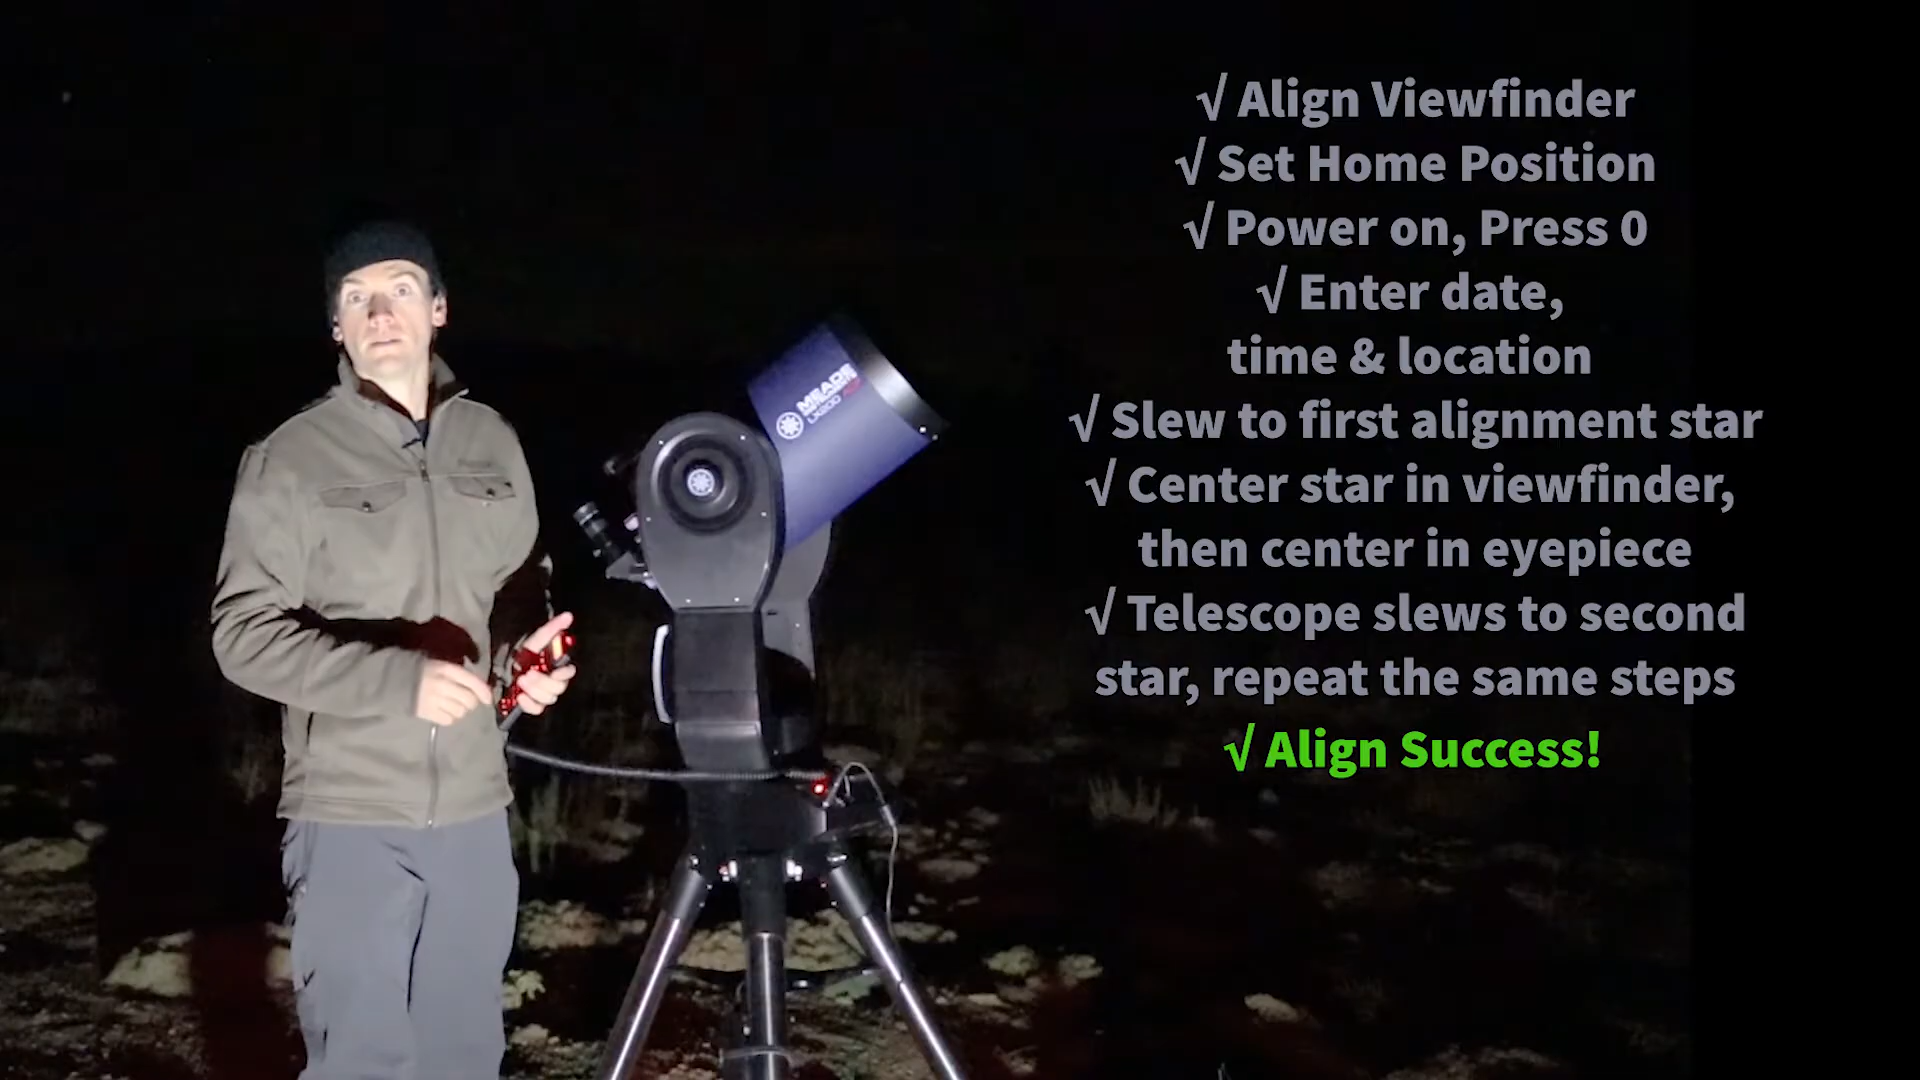 √ Align Viewfinder
√ Set Home Position
√ Power on, Press 0
√ Enter date,
time & location
√ Slew to first alignment star
√ Center star in viewfinder,
then center in eyepiece
√ Telescope slews to second
star, repeat the same steps
√ Align Success!
MEADE
INSTRUMENTS
LX200